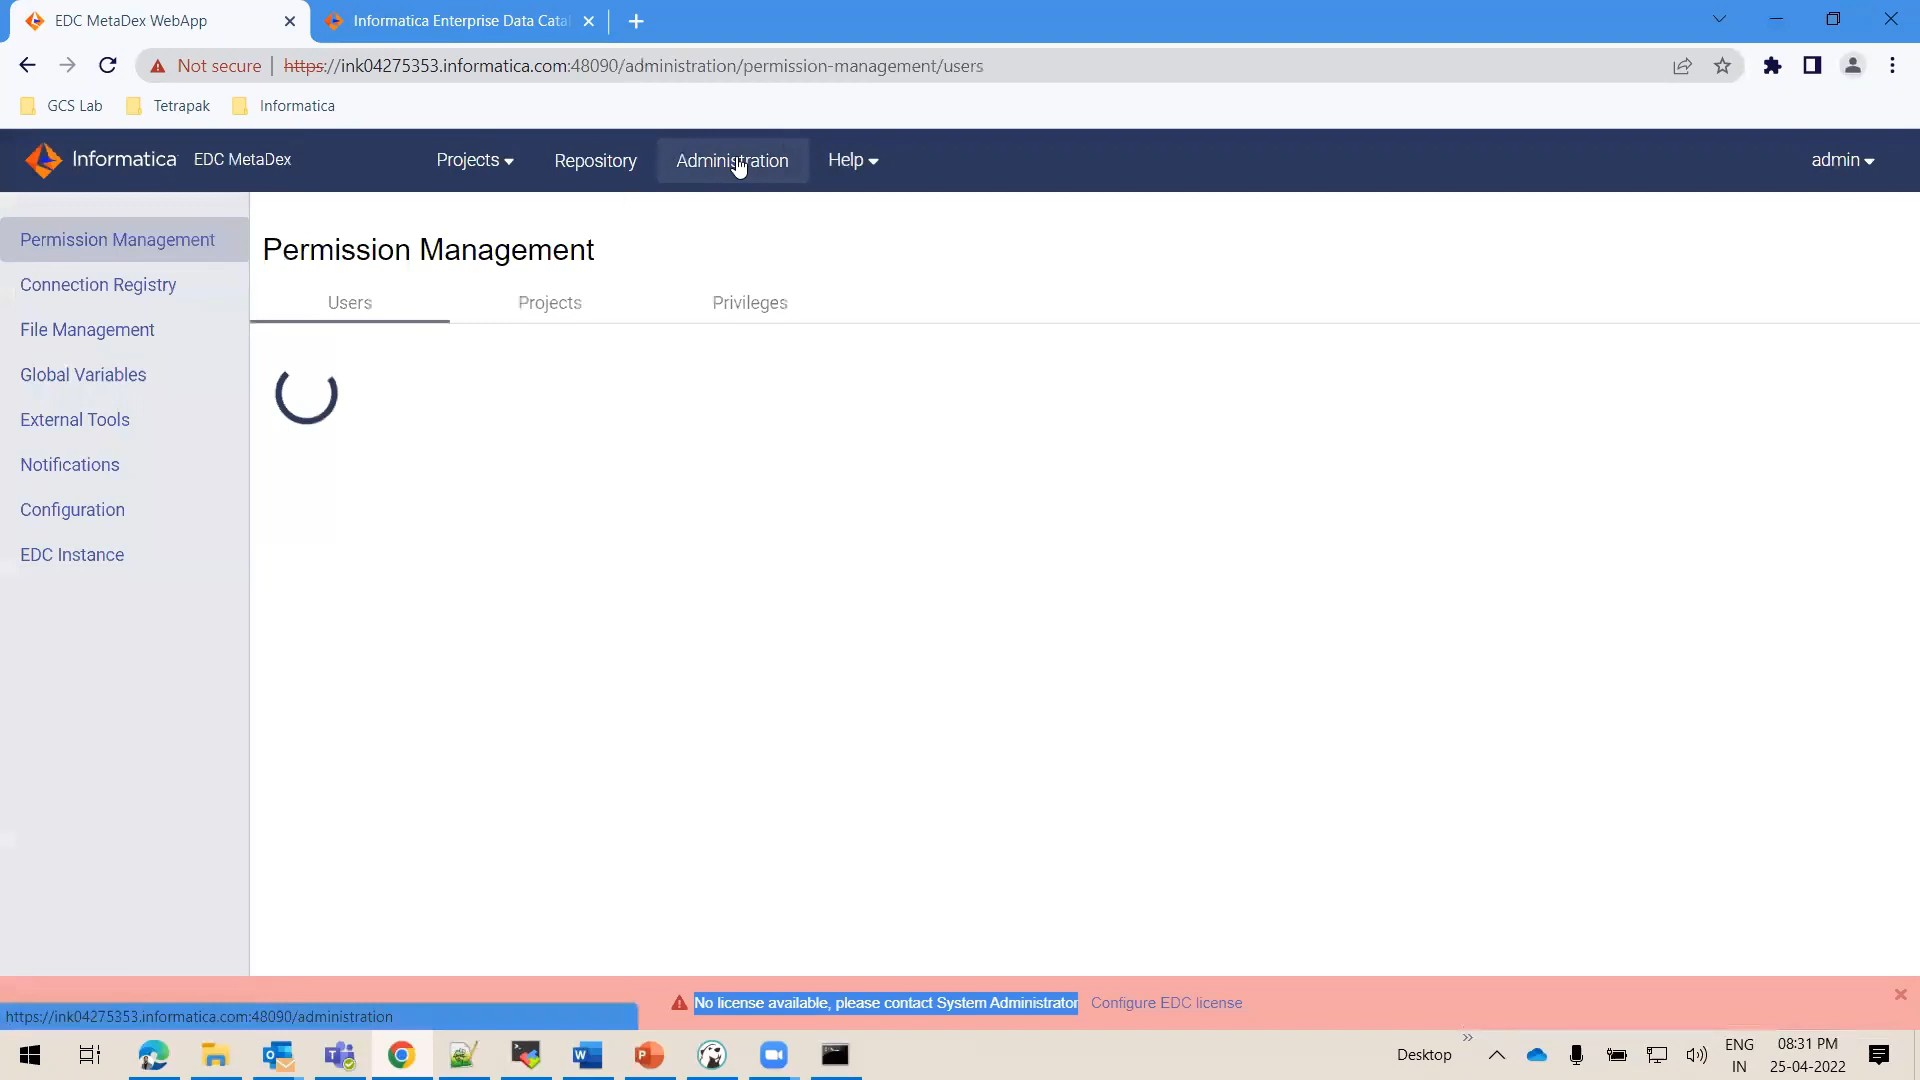 EDC MetaDex WebApp
Informatica Enterprise Data Cata
Not secure
https://ink04275353.informatica.com:48090/administration/permission-management/users
GCS Lab
Tetrapak
Informatica
Informatica EDC MetaDex
Projects
Repository
Administration
Help
admin
Permission Management
Connection Registry
File Management
Global Variables
External Tools
Notifications
Configuration
EDC Instance
Permission Management
Users
Projects
Privileges
No license available, please contact System Administrator Configure EDC license
https://ink04275353.informatica.com:48090/administration
Desktop
ENG
IN
08:31 PM
25-04-2022